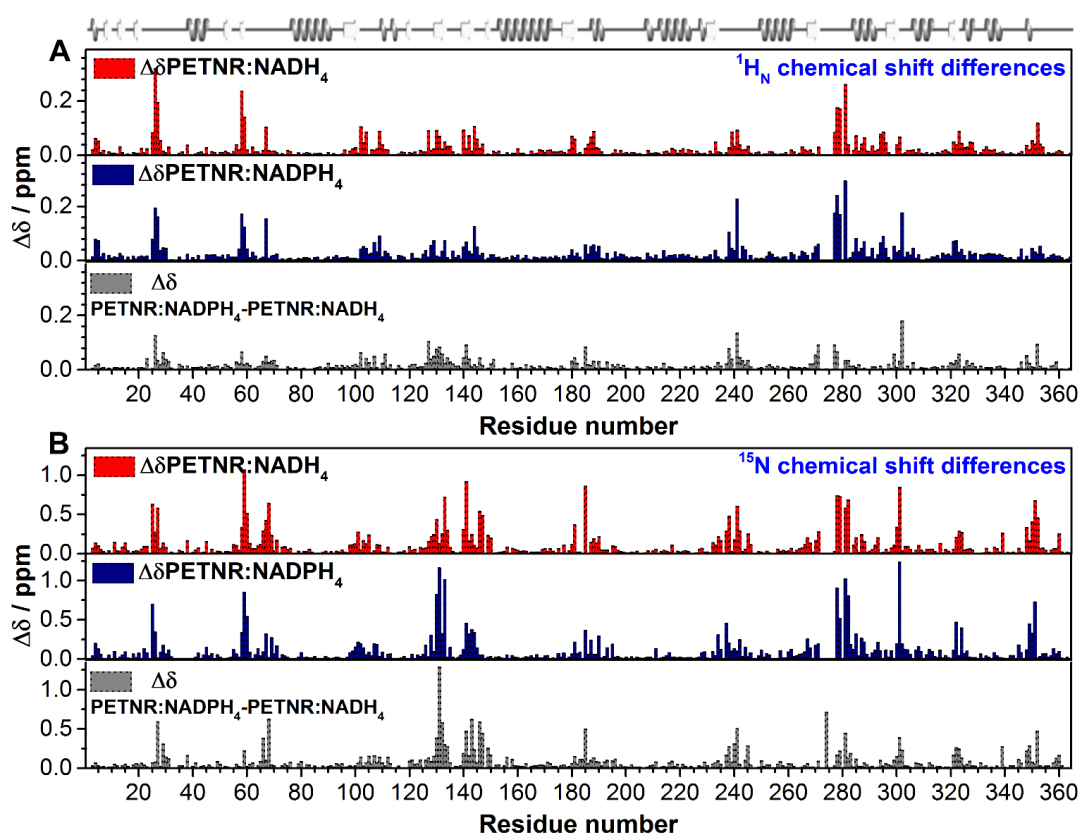 A
ΔδPETNR:NADH4
1HN chemical shift differences
0.2
0.0
ΔδPETNR:NADPH4
0.2
0.0
Δδ
PETNR:NADPH4-PETNR:NADH4
0.2
0.0
Δδ / ppm
20 40 60 80 100 120 140 160 180 200 220 240 260 280 300 320 340 360
Residue number
B
ΔδPETNR:NADH4
15N chemical shift differences
1.0
0.5
0.0
ΔδPETNR:NADPH4
1.0
0.5
0.0
Δδ
PETNR:NADPH4-PETNR:NADH4
1.0
0.5
0.0
Δδ / ppm
20 40 60 80 100 120 140 160 180 200 220 240 260 280 300 320 340 360
Residue number